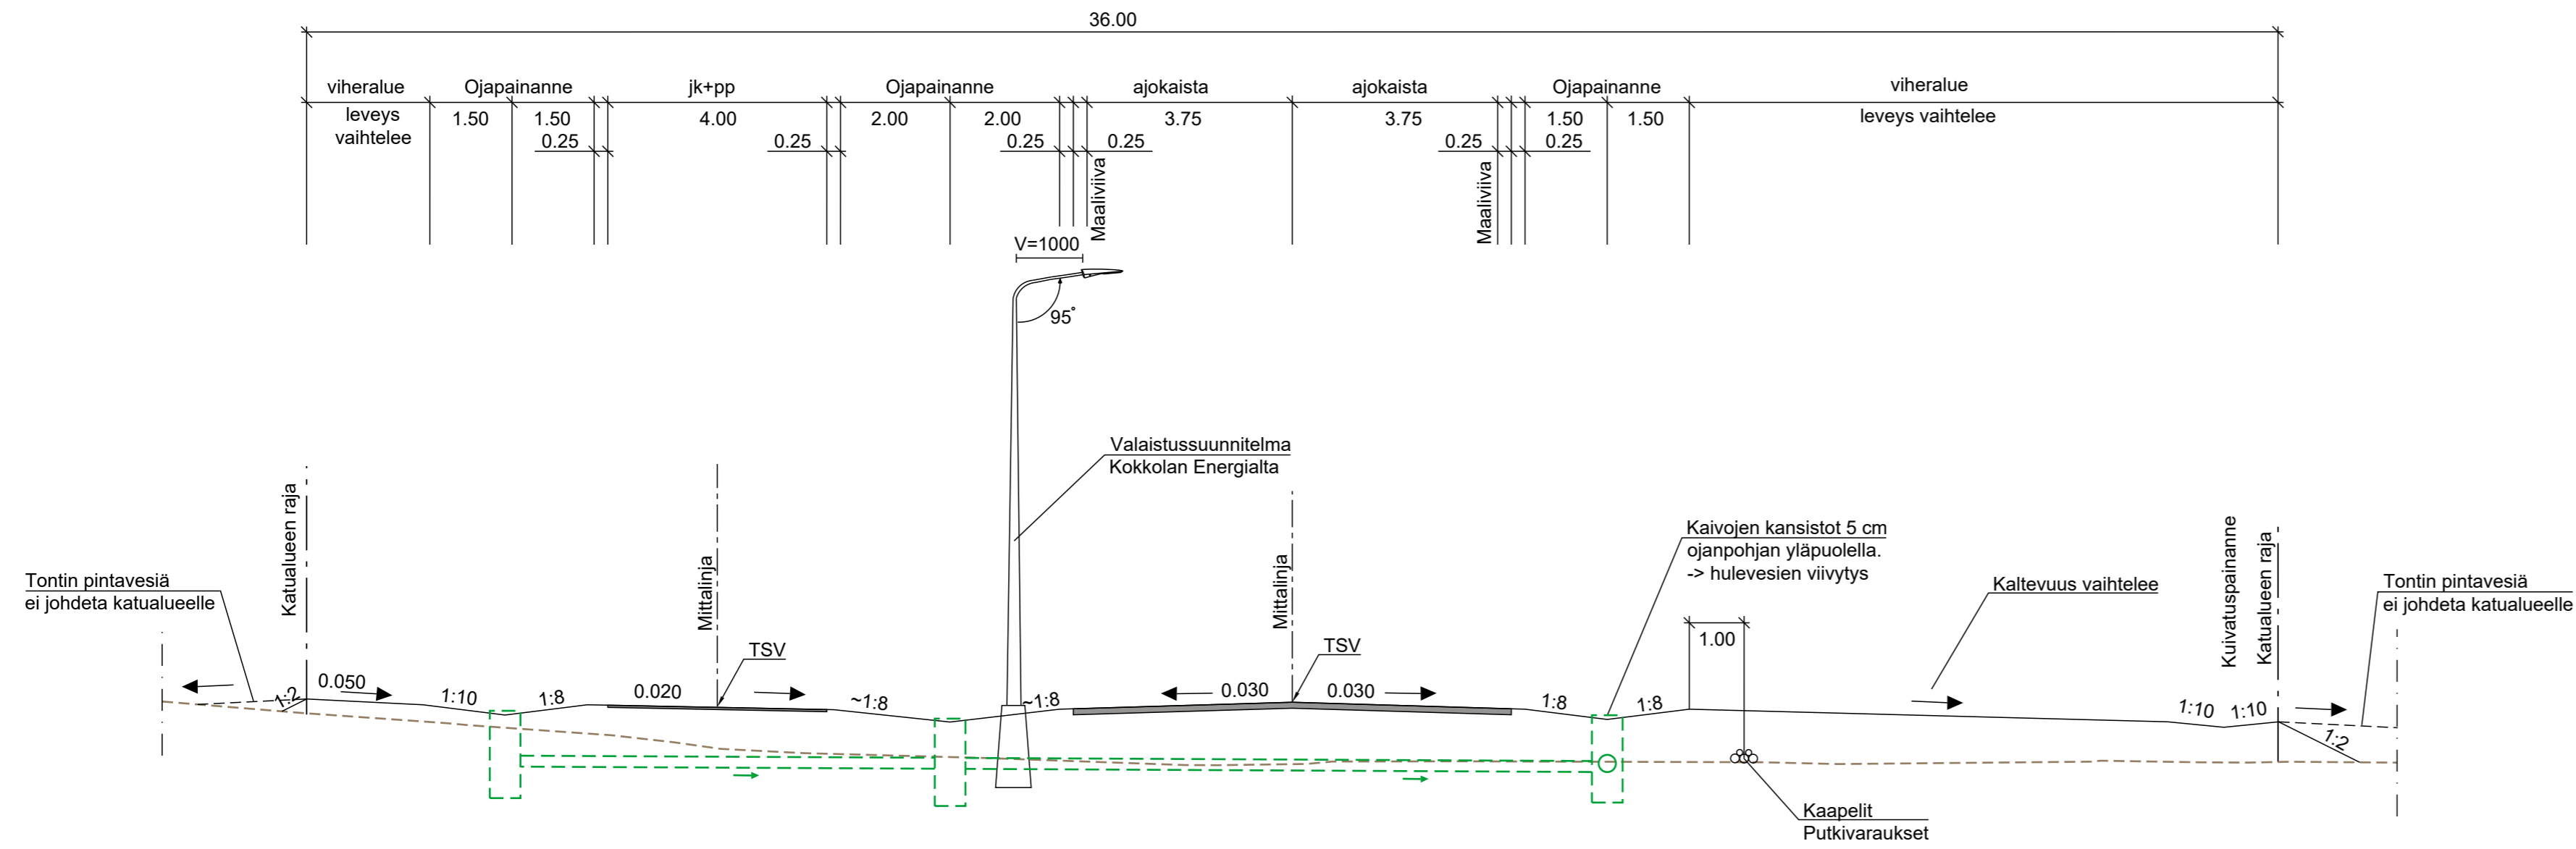 36.00
viheralue Ojapainanne jk+pp Ojapainanne ajokaista ajokaista Ojapainanne viheralue
leveys
vaihtelee
1.50 1.50 4.00 2.00 2.00 3.75 3.75 1.50 1.50 leveys vaihtelee
0.25 0.25 0.25 0.25 0.25 0.25
Maaliviiva
Maaliviiva
V=1000
95°
Valaistussuunnitelma
Kokkolan Energialta
Katualueen raja
Mittalinja
Mittalinja
Kaivojen kansistot 5 cm
ojanpohjan yläpuolella.
-> hulevesien viivytys
Kuivatuspainanne
Katualueen raja
Tontin pintavesiä
ei johdeta katualueelle
Kaltevuus vaihtelee
Tontin pintavesiä
ei johdeta katualueelle
1.00
TSV
TSV
1:2 0.050 1:10 1:8 0.020 ~1:8 ~1:8 0.030 0.030 1:8 1:8 1:10 1:10 1:2
Kaapelit
Putkivaraukset